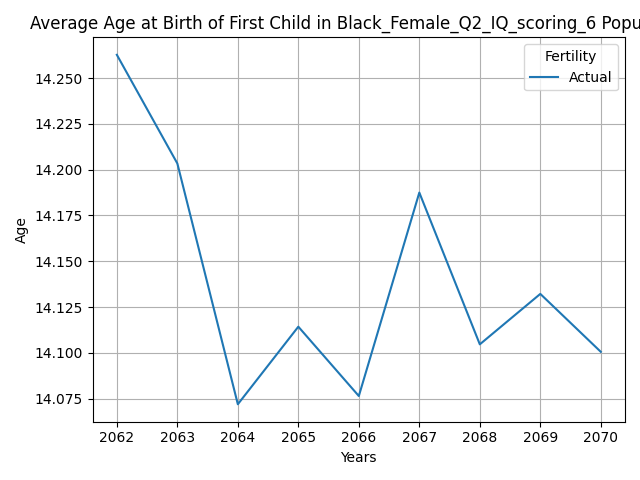 Average Age at Birth of First Child in Black_Female_Q2_IQ_scoring_6 Popu
Fertility
Actual
14.250
14.225
14.200
14.175
14.150
14.125
14.100
14.075
Age
2062 2063 2064 2065 2066 2067 2068 2069 2070
Years